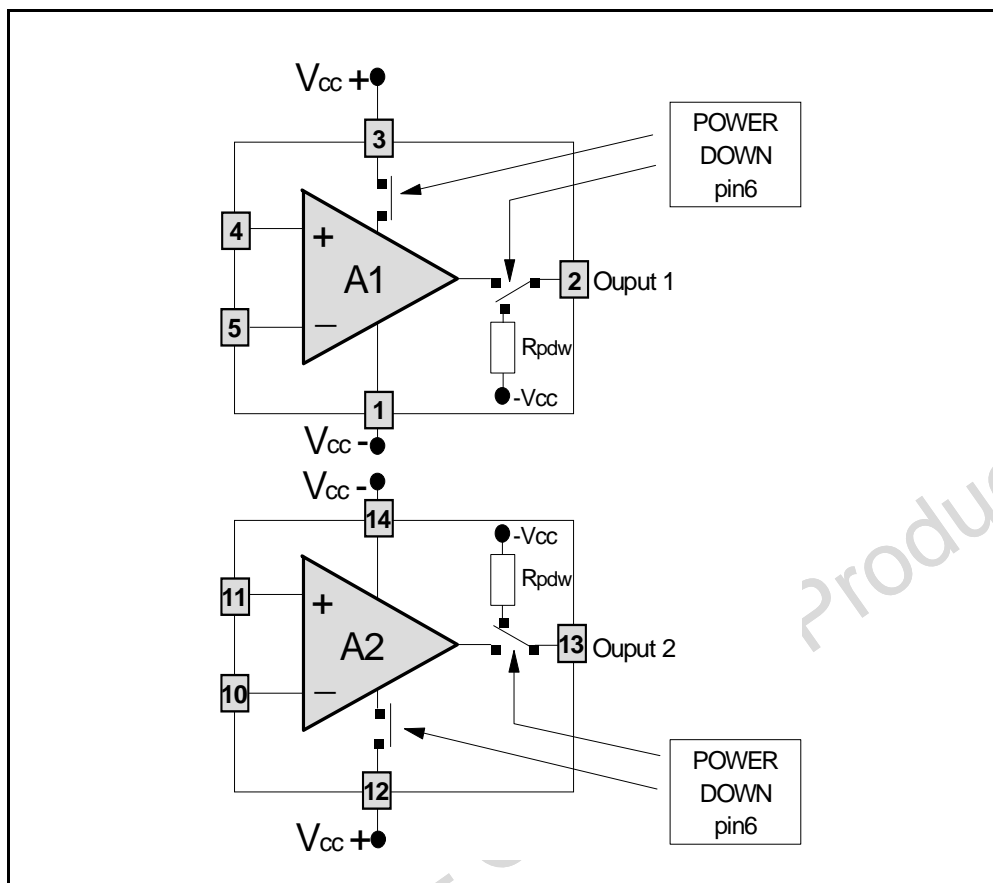 Vcc +
3
POWER
DOWN
pin6
4
+
A1
2 Ouput 1
5
−
Rpdw
-Vcc
1
Vcc -
Vcc -
14
-Vcc
Rpdw
11
+
A2
13 Ouput 2
10
−
POWER
DOWN
pin6
12
Vcc +